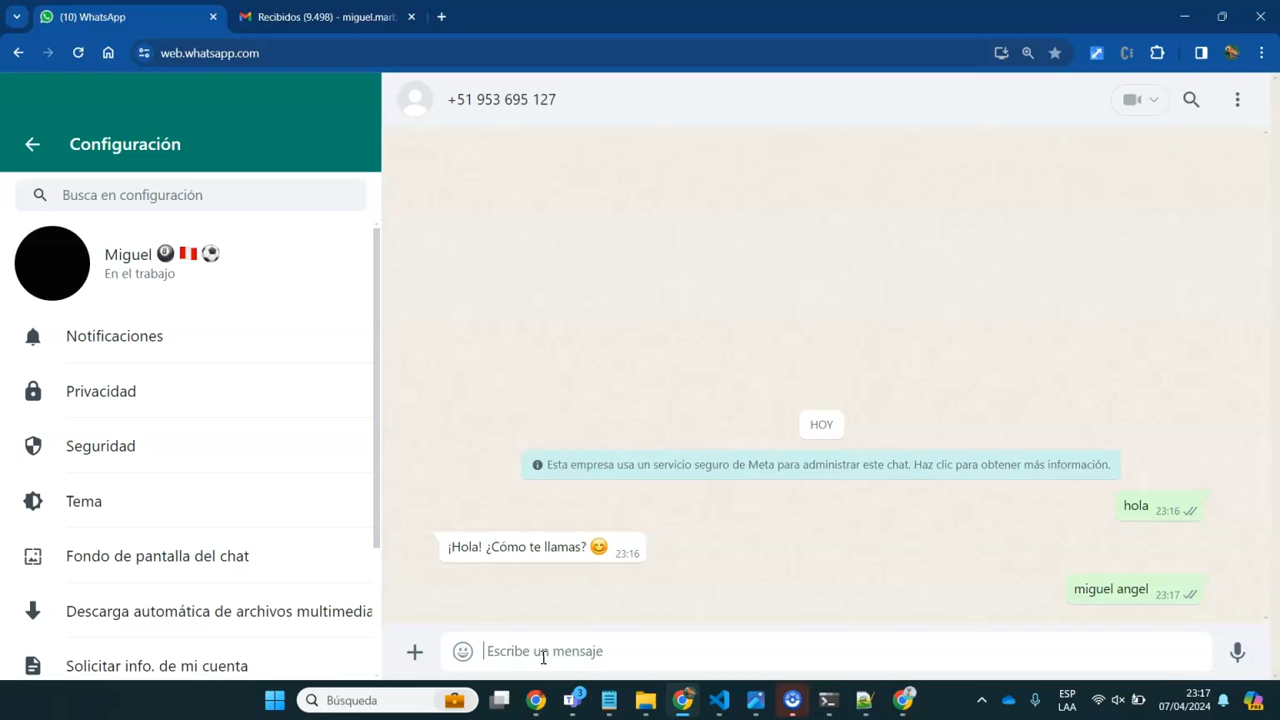 (10) WhatsApp
Recibidos (9.498) - miguel.mart
web.whatsapp.com
Configuración
Busca en configuración
Miguel
En el trabajo
Notificaciones
Privacidad
Seguridad
Tema
Fondo de pantalla del chat
Descarga automática de archivos multimedia
Solicitar info. de mi cuenta
+51 953 695 127
HOY
Esta empresa usa un servicio seguro de Meta para administrar este chat. Haz clic para obtener más información.
hola 23:16
¡Hola! ¿Cómo te llamas? 😊 23:16
miguel angel 23:17
Escribe un mensaje
Búsqueda
3
ESP
LAA
23:17
07/04/2024